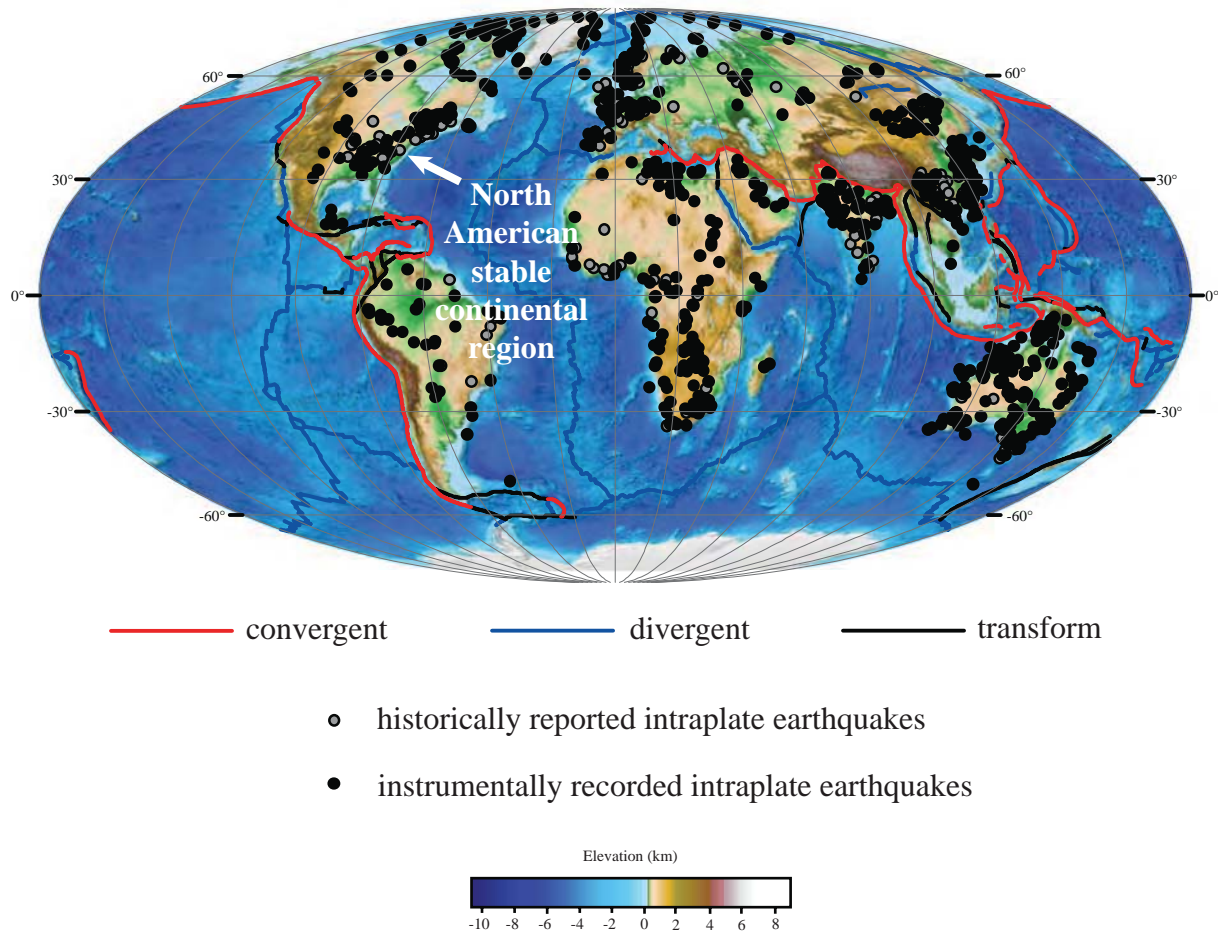 60°
60°
30°
30°
North
American
stable
continental
region
0°
0°
-30°
-30°
-60°
-60°
convergent
divergent
transform
historically reported intraplate earthquakes
instrumentally recorded intraplate earthquakes
Elevation (km)
-10 -8 -6 -4 -2 0 2 4 6 8